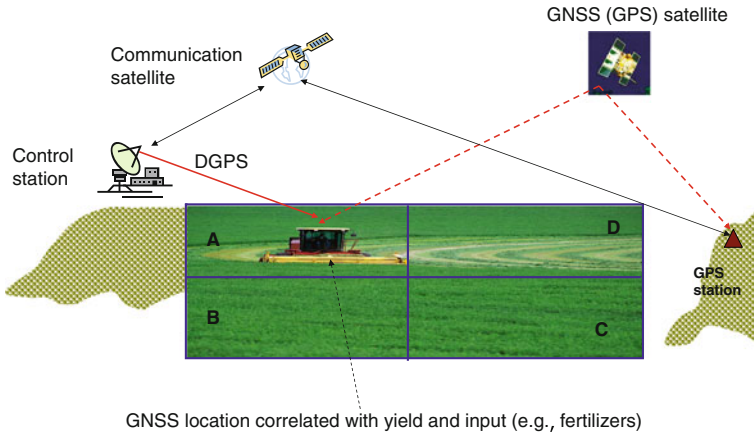 GNSS (GPS) satellite
Communication
satellite
Control
station
DGPS
A
D
GPS
station
B
C
GNSS location correlated with yield and input (e.g., fertilizers)